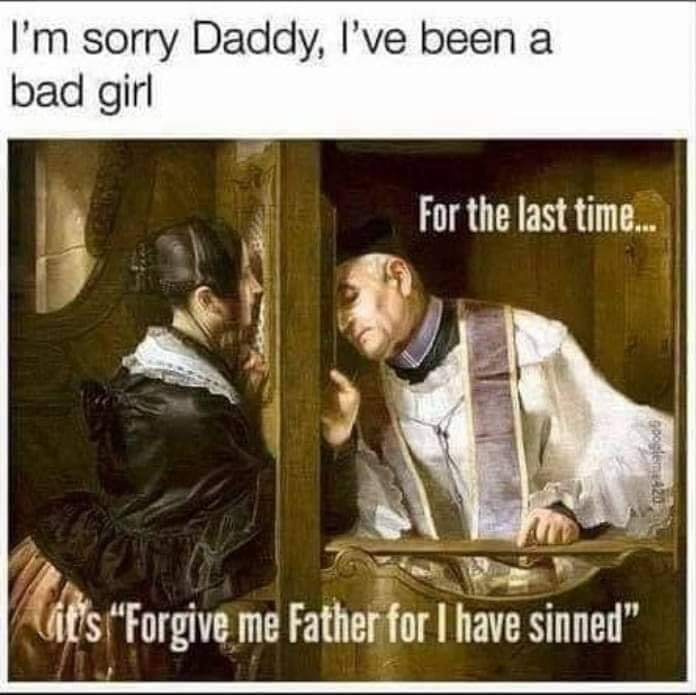 I'm sorry Daddy, I've been a
bad girl
For the last time...
it's "Forgive me Father for I have sinned"